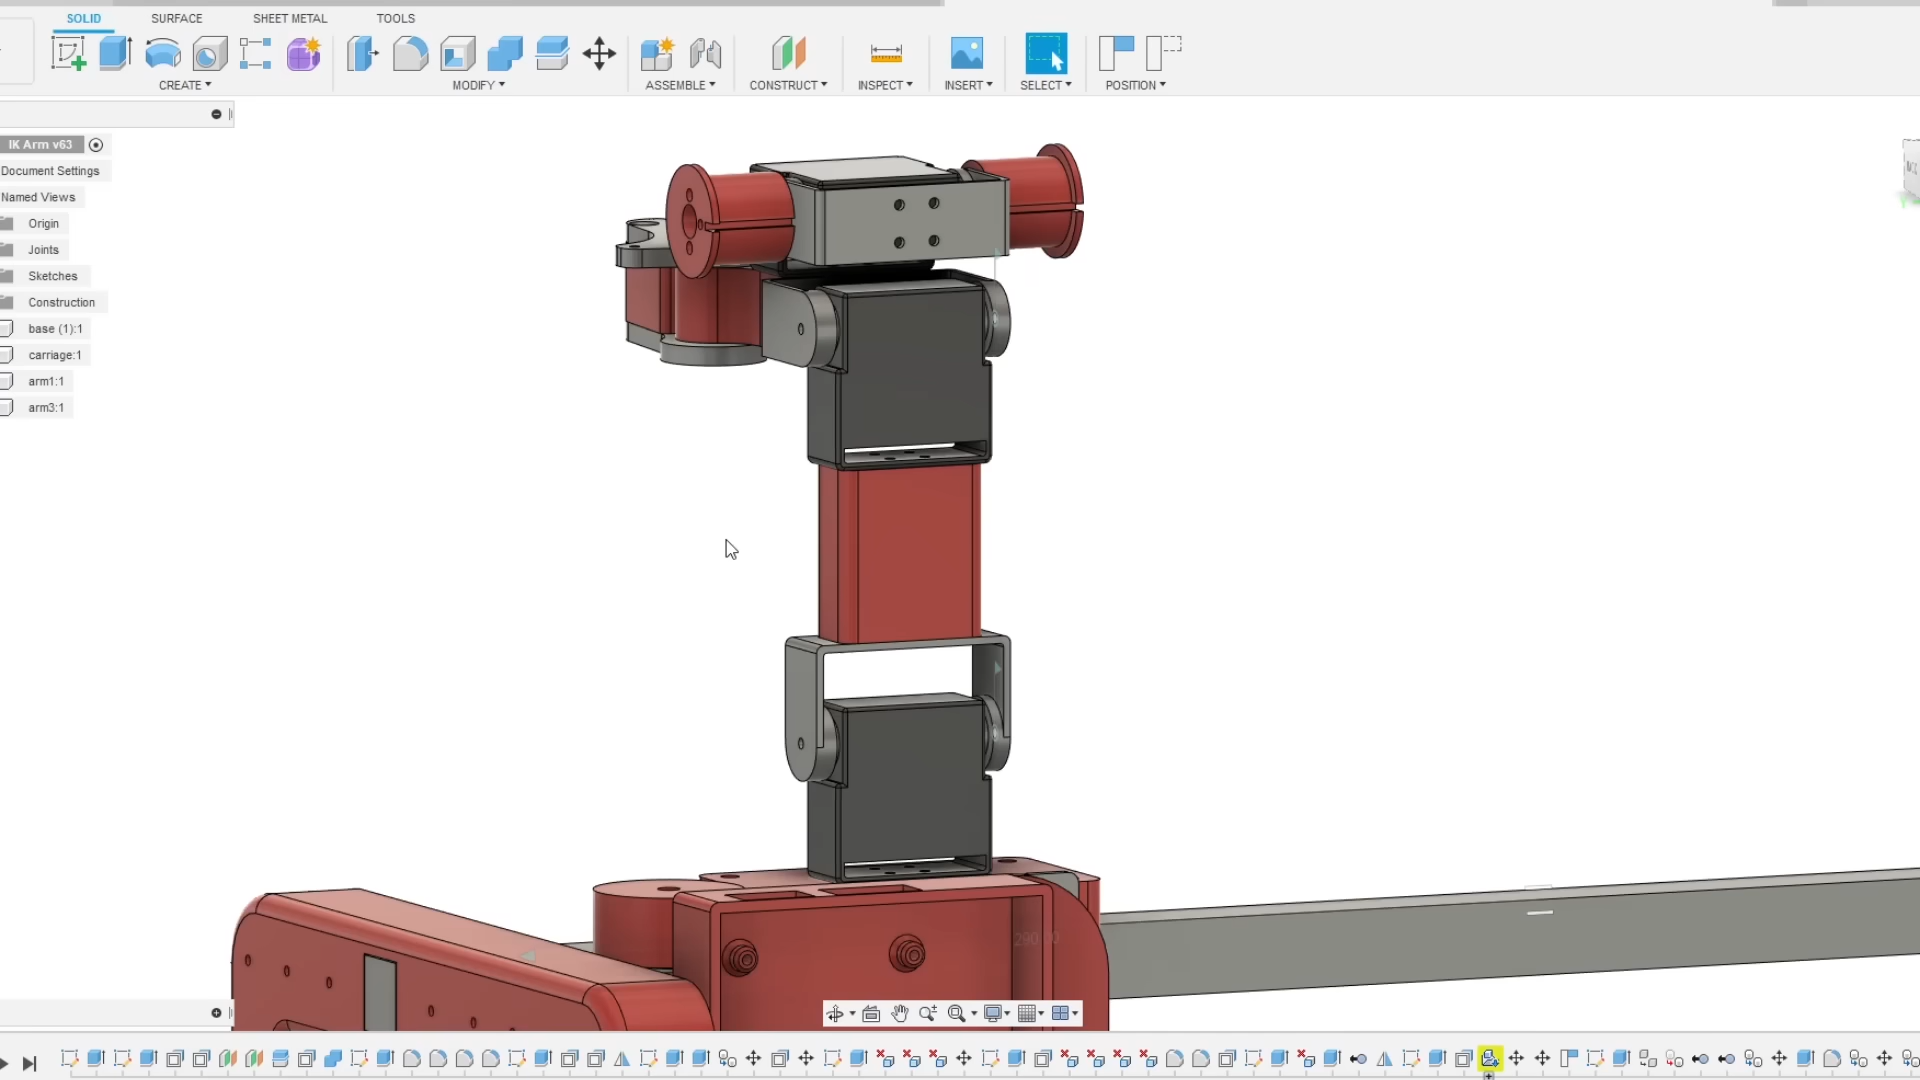 SOLID SURFACE SHEET METAL TOOLS
CREATE MODIFY ASSEMBLE CONSTRUCT INSPECT INSERT SELECT POSITION
IK Arm v63
Document Settings
Named Views
Origin
Joints
Sketches
Construction
base (1):1
carriage:1
arm1:1
arm3:1